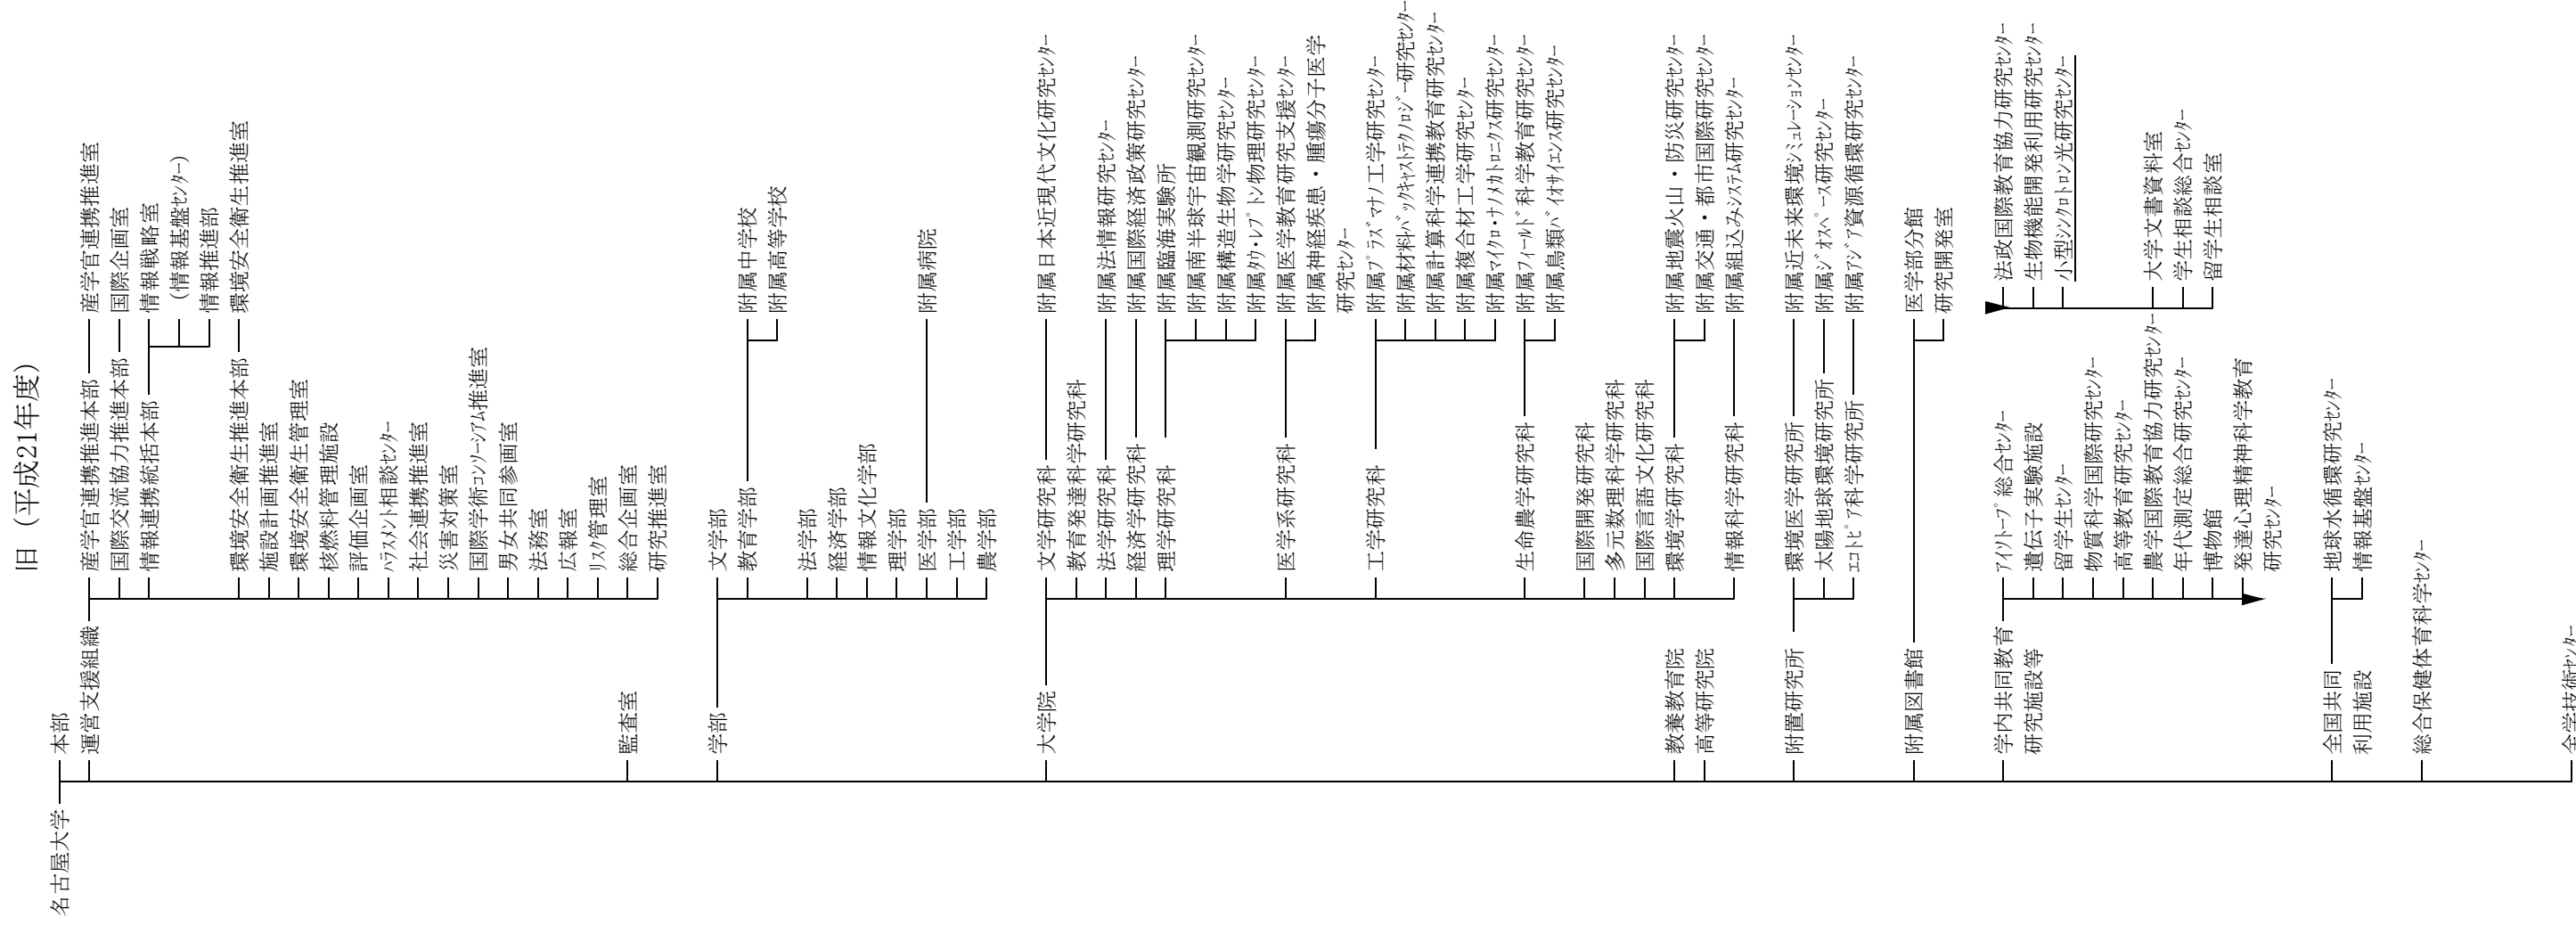 旧 （平成21年度）
名古屋大学
本部
運営支援組織
産学官連携推進本部
産学官連携推進室
国際交流協力推進本部
国際企画室
情報連携統括本部
情報戦略室
（情報基盤ｾﾝﾀｰ）
情報推進部
環境安全衛生推進本部
環境安全衛生推進室
施設計画推進室
環境安全衛生管理室
核燃料管理施設
評価企画室
ﾊﾗｽﾒﾝﾄ相談ｾﾝﾀｰ
社会連携推進室
災害対策室
国際学術ｺﾝｿｰｼｱﾑ推進室
男女共同参画室
法務室
広報室
ﾘｽｸ管理室
総合企画室
研究推進室
監査室
学部
文学部
教育学部
附属中学校
附属高等学校
法学部
経済学部
情報文化学部
理学部
医学部
附属病院
工学部
農学部
大学院
文学研究科
附属日本近現代文化研究ｾﾝﾀｰ
教育発達科学研究科
法学研究科
附属法情報研究ｾﾝﾀｰ
経済学研究科
附属国際経済政策研究ｾﾝﾀｰ
理学研究科
附属臨海実験所
附属南半球宇宙観測研究ｾﾝﾀｰ
附属構造生物学研究ｾﾝﾀｰ
附属ﾀｳ・ﾚﾌﾟﾄﾝ物理研究ｾﾝﾀｰ
医学系研究科
附属医学教育研究支援ｾﾝﾀｰ
附属神経疾患・腫瘍分子医学
研究ｾﾝﾀｰ
工学研究科
附属ﾌﾟﾗｽﾞﾏﾅﾉ工学研究ｾﾝﾀｰ
附属材料ﾊﾞｯｸｷｬｽﾄﾃｸﾉﾛｼﾞｰ研究ｾﾝﾀｰ
附属計算科学連携教育研究ｾﾝﾀｰ
附属複合材工学研究ｾﾝﾀｰ
附属ﾏｲｸﾛ・ﾅﾉﾒｶﾄﾛﾆｸｽ研究ｾﾝﾀｰ
生命農学研究科
附属ﾌｨｰﾙﾄﾞ科学教育研究ｾﾝﾀｰ
附属鳥類ﾊﾞｲｵｻｲｴﾝｽ研究ｾﾝﾀｰ
国際開発研究科
多元数理科学研究科
国際言語文化研究科
環境学研究科
附属地震火山・防災研究ｾﾝﾀｰ
附属交通・都市国際研究ｾﾝﾀｰ
情報科学研究科
附属組込みｼｽﾃﾑ研究ｾﾝﾀｰ
教養教育院
高等研究院
附置研究所
環境医学研究所
附属近未来環境ｼﾐｭﾚｰｼｮﾝｾﾝﾀｰ
太陽地球環境研究所
附属ｼﾞｵｽﾍﾟｰｽ研究ｾﾝﾀｰ
ｴｺﾄﾋﾟｱ科学研究所
附属ｱｼﾞｱ資源循環研究ｾﾝﾀｰ
附属図書館
医学部分館
研究開発室
学内共同教育
研究施設等
ｱｲｿﾄｰﾌﾟ総合ｾﾝﾀｰ
遺伝子実験施設
留学生ｾﾝﾀｰ
物質科学国際研究ｾﾝﾀｰ
高等教育研究ｾﾝﾀｰ
農学国際教育協力研究ｾﾝﾀｰ
年代測定総合研究ｾﾝﾀｰ
博物館
発達心理精神科学教育
研究ｾﾝﾀｰ
法政国際教育協力研究ｾﾝﾀｰ
生物機能開発利用研究ｾﾝﾀｰ
小型ｼﾝｸﾛﾄﾛﾝ光研究ｾﾝﾀｰ
大学文書資料室
学生相談総合ｾﾝﾀｰ
留学生相談室
全国共同
利用施設
地球水循環研究ｾﾝﾀｰ
情報基盤ｾﾝﾀｰ
総合保健体育科学ｾﾝﾀｰ
全学技術ｾﾝﾀｰ